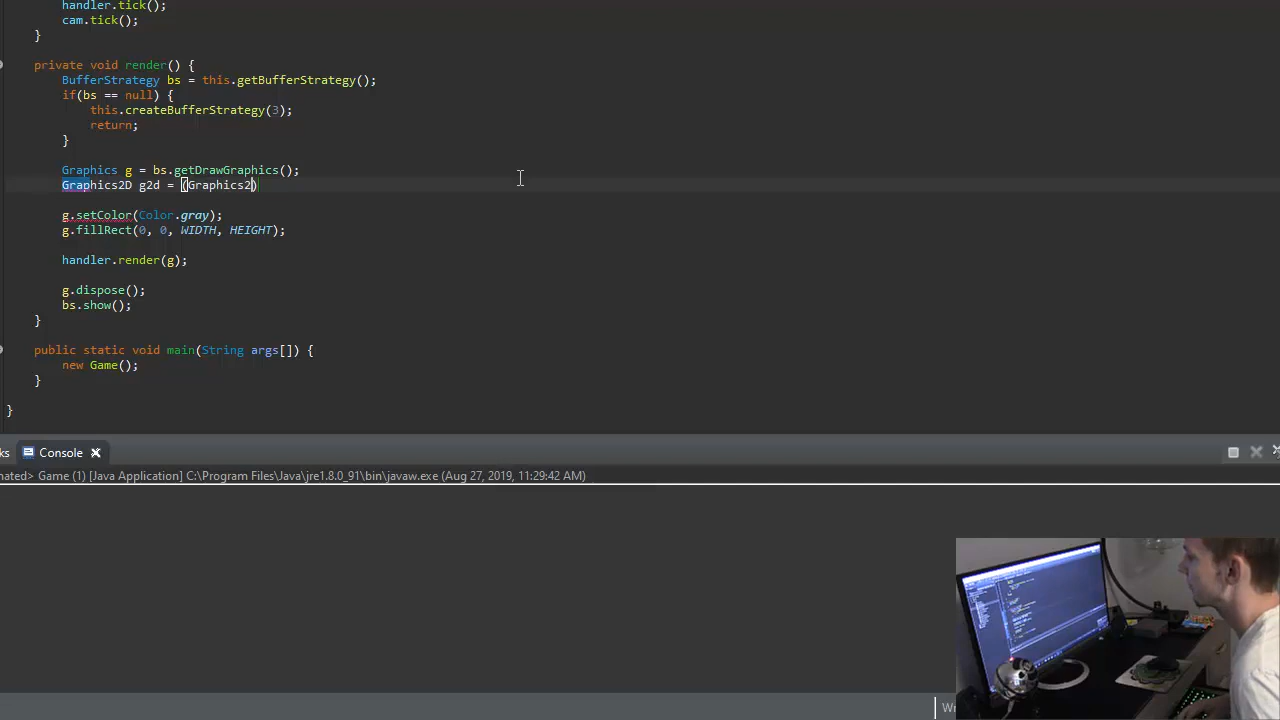 handler.tick();
cam.tick();
}
private void render() {
BufferStrategy bs = this.getBufferStrategy();
if(bs == null) {
this.createBufferStrategy(3);
return;
}
Graphics g = bs.getDrawGraphics();
Graphics2D g2d = (Graphics2)
g.setColor(Color.gray);
g.fillRect(0, 0, WIDTH, HEIGHT);
handler.render(g);
g.dispose();
bs.show();
}
public static void main(String args[]) {
new Game();
}
}
ks Console
nated> Game (1) [Java Application] C:\Program Files\Java\jre1.8.0_91\bin\javaw.exe (Aug 27, 2019, 11:29:42 AM)